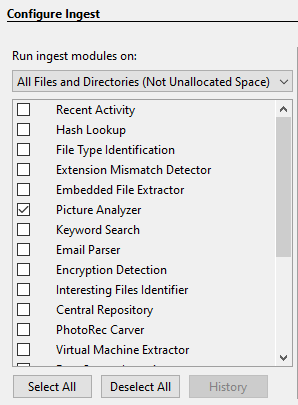 Configure Ingest
Run ingest modules on:
All Files and Directories (Not Unallocated Space)
Recent Activity
Hash Lookup
File Type Identification
Extension Mismatch Detector
Embedded File Extractor
Picture Analyzer
Keyword Search
Email Parser
Encryption Detection
Interesting Files Identifier
Central Repository
PhotoRec Carver
Virtual Machine Extractor
Select All
Deselect All
History